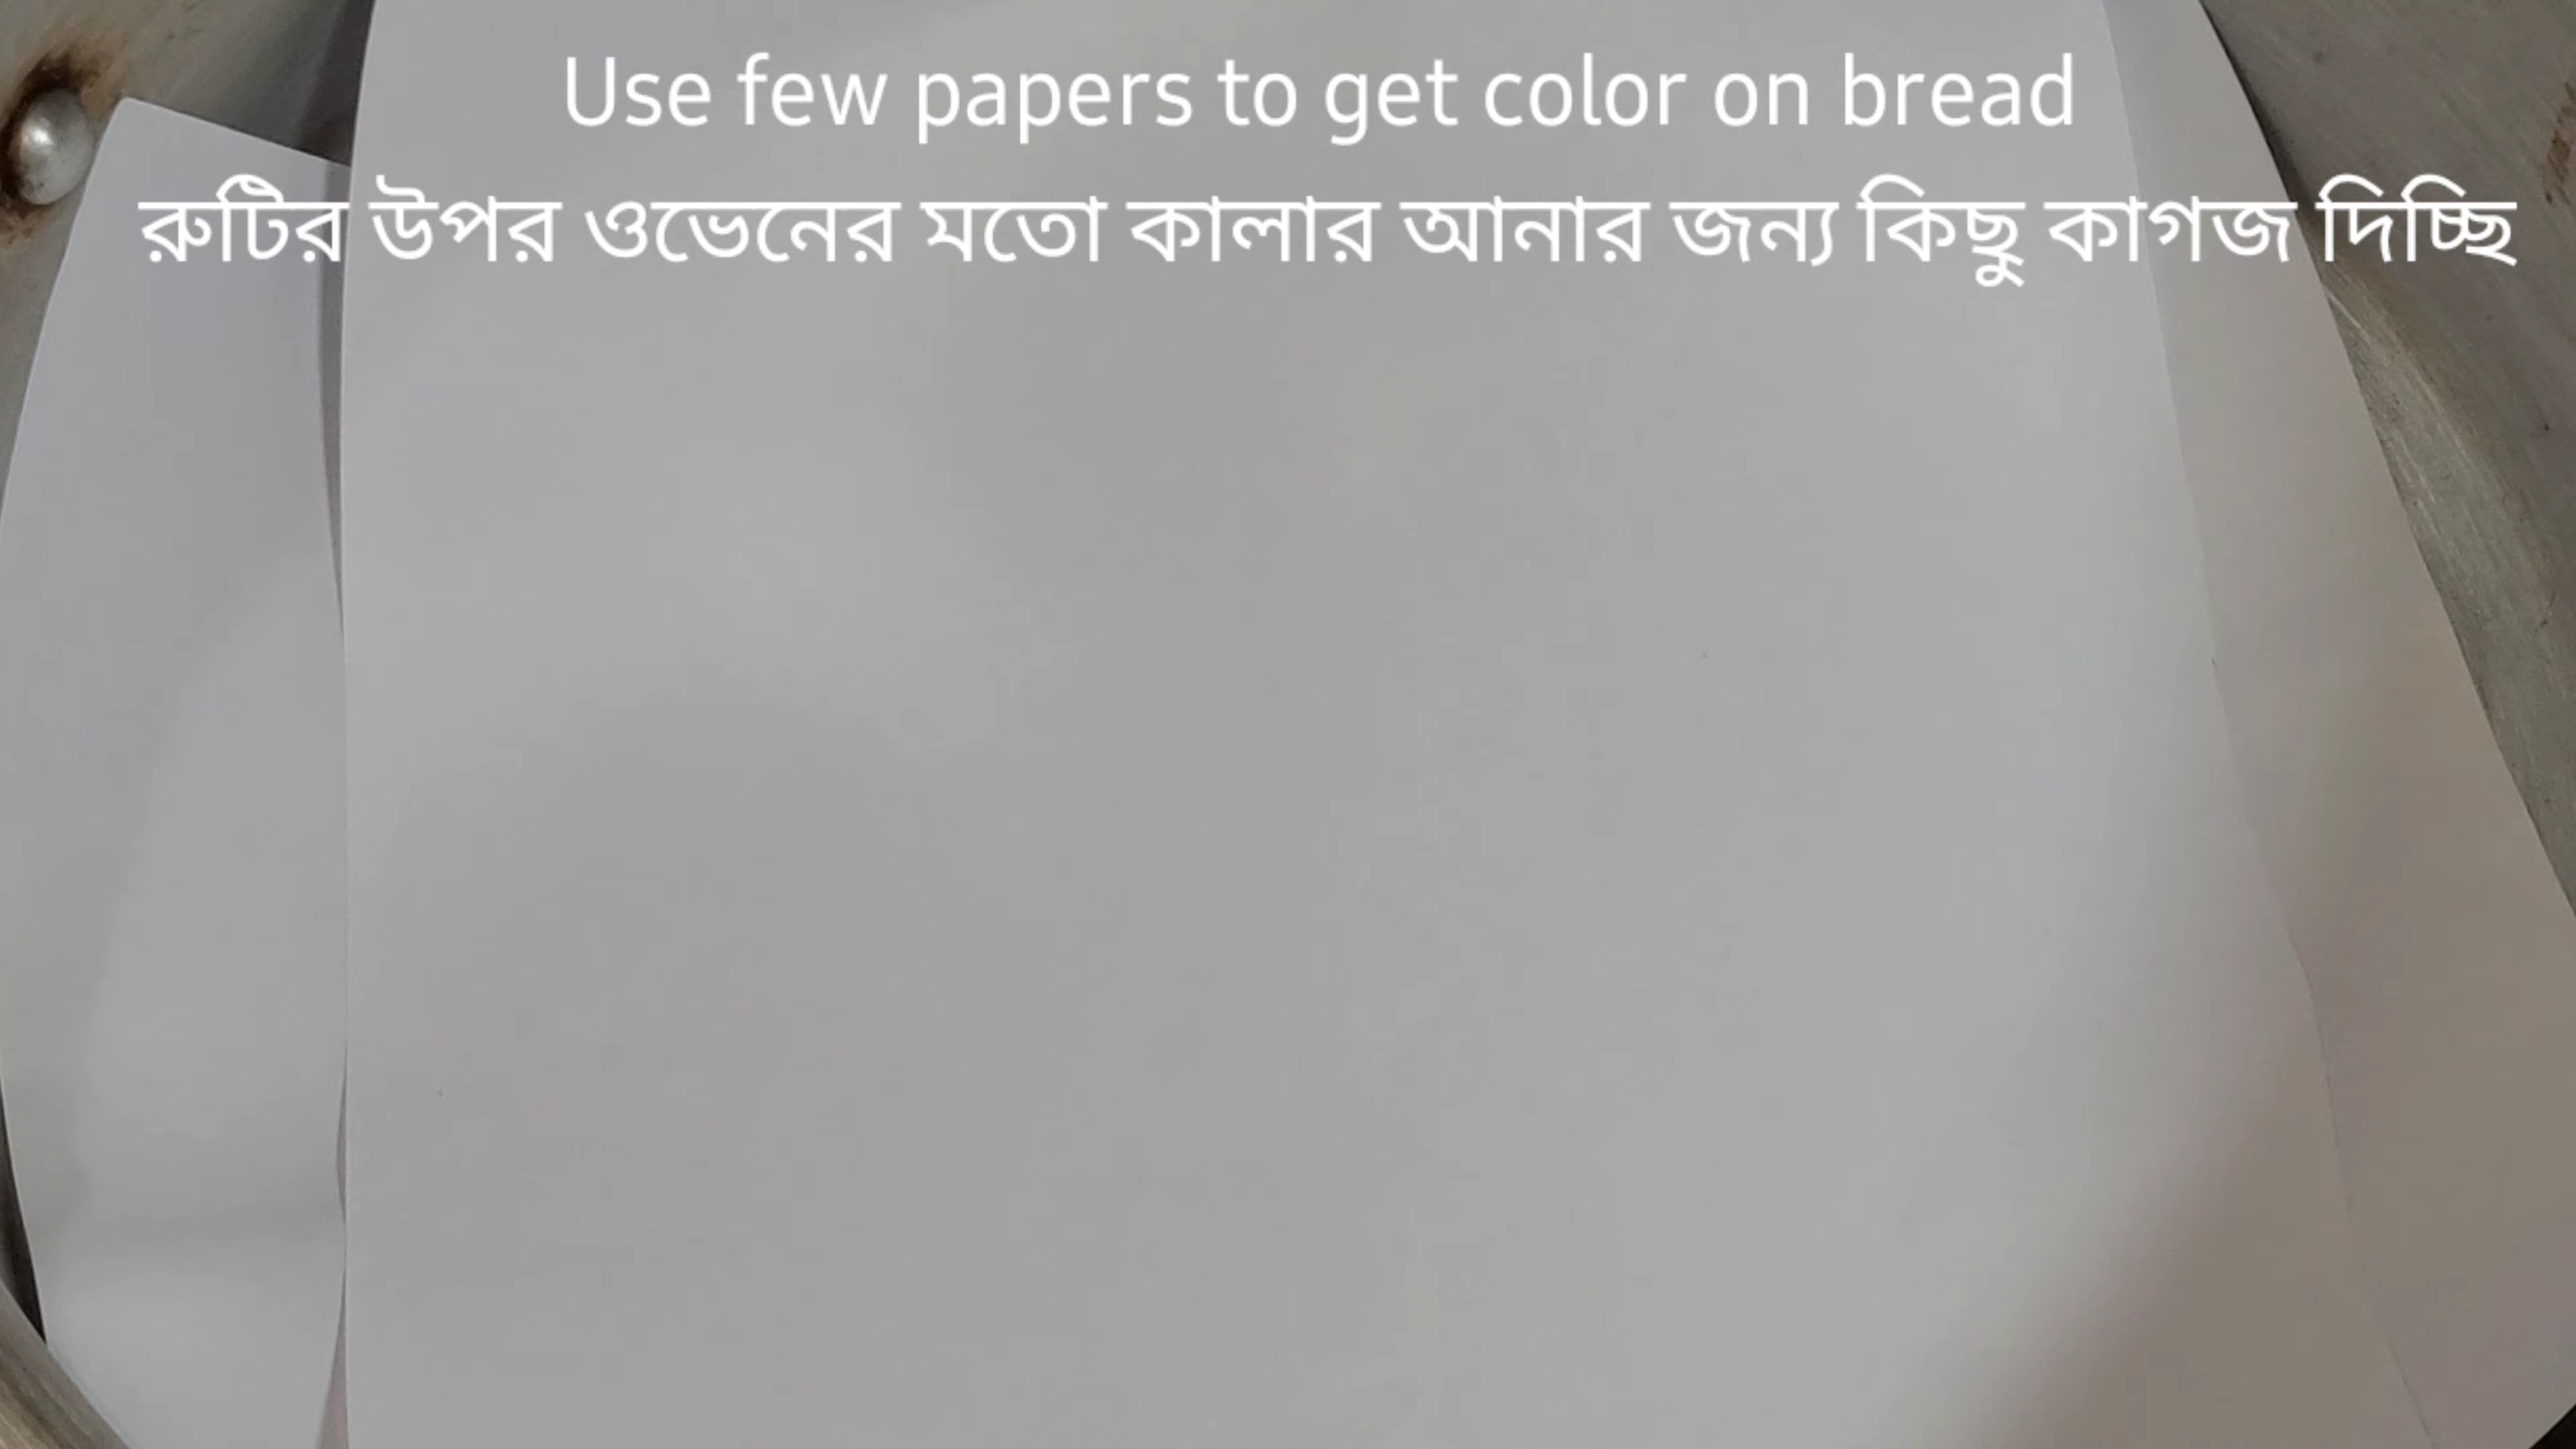 Use few papers to get color on bread
রুটির উপর ওভেনের মতো কালার আনার জন্য কিছু কাগজ দিচ্ছি